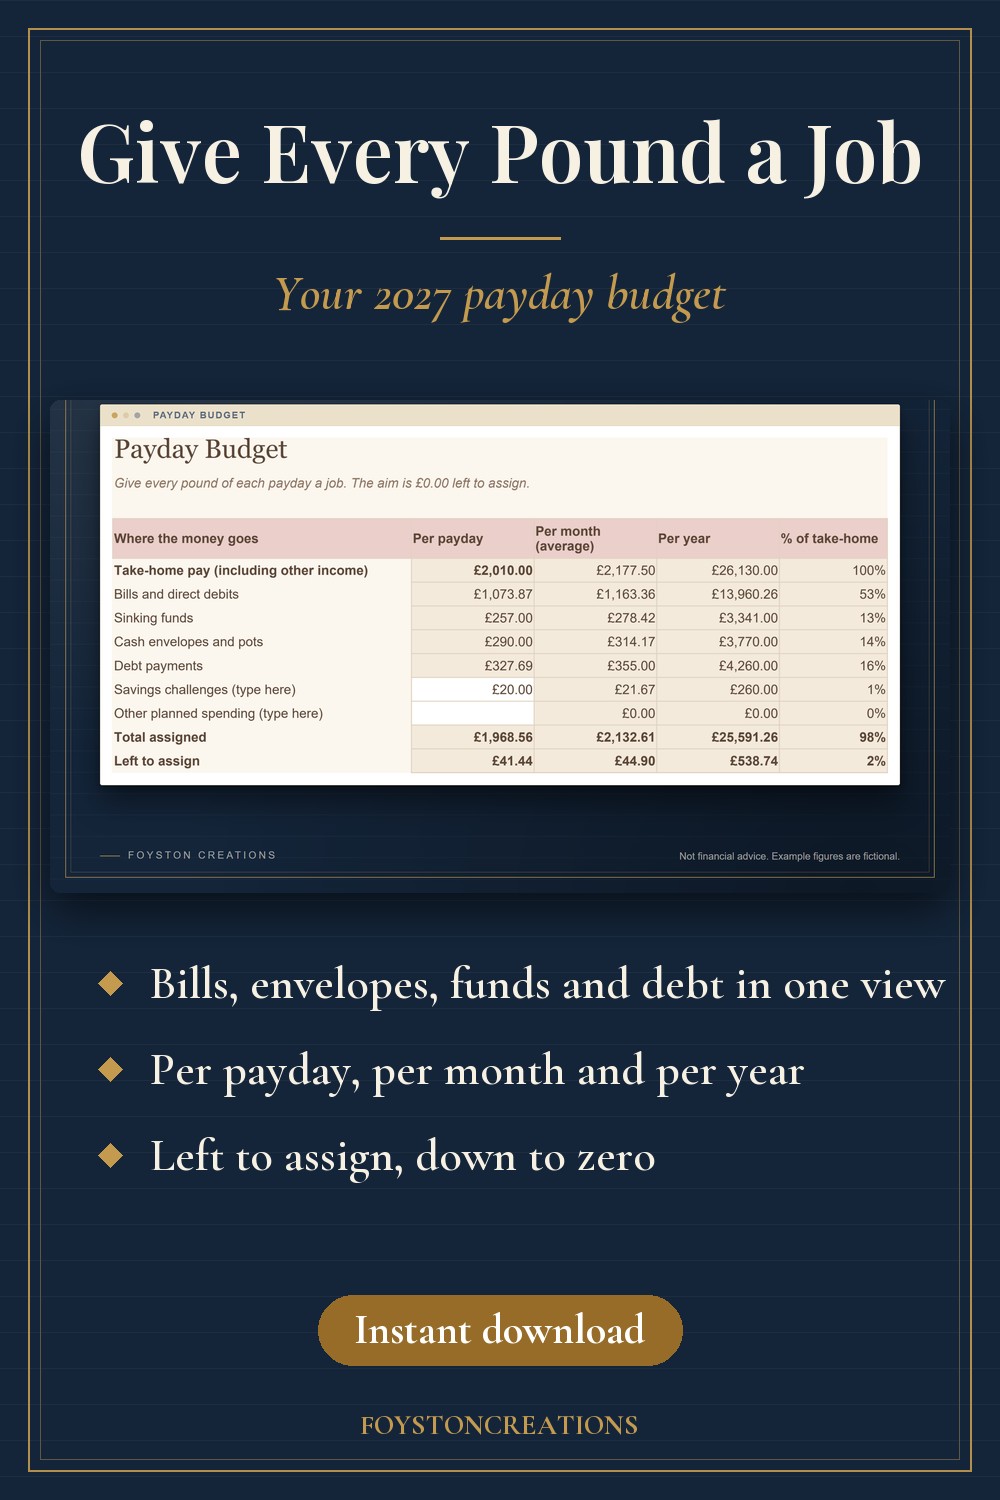 Give Every Pound a Job
Your 2027 payday budget
PAYDAY BUDGET
Payday Budget
Give every pound of each payday a job. The aim is £0.00 left to assign.
Where the money goes Per payday Per month (average) Per year % of take-home
Take-home pay (including other income) £2,010.00 £2,177.50 £26,130.00 100%
Bills and direct debits £1,073.87 £1,163.36 £13,960.26 53%
Sinking funds £257.00 £278.42 £3,341.00 13%
Cash envelopes and pots £290.00 £314.17 £3,770.00 14%
Debt payments £327.69 £355.00 £4,260.00 16%
Savings challenges (type here) £20.00 £21.67 £260.00 1%
Other planned spending (type here) £0.00 £0.00 0%
Total assigned £1,968.56 £2,132.61 £25,591.26 98%
Left to assign £41.44 £44.90 £538.74 2%
FOYSTON CREATIONS
Not financial advice. Example figures are fictional.
Bills, envelopes, funds and debt in one view
Per payday, per month and per year
Left to assign, down to zero
Instant download
FOYSTONCREATIONS